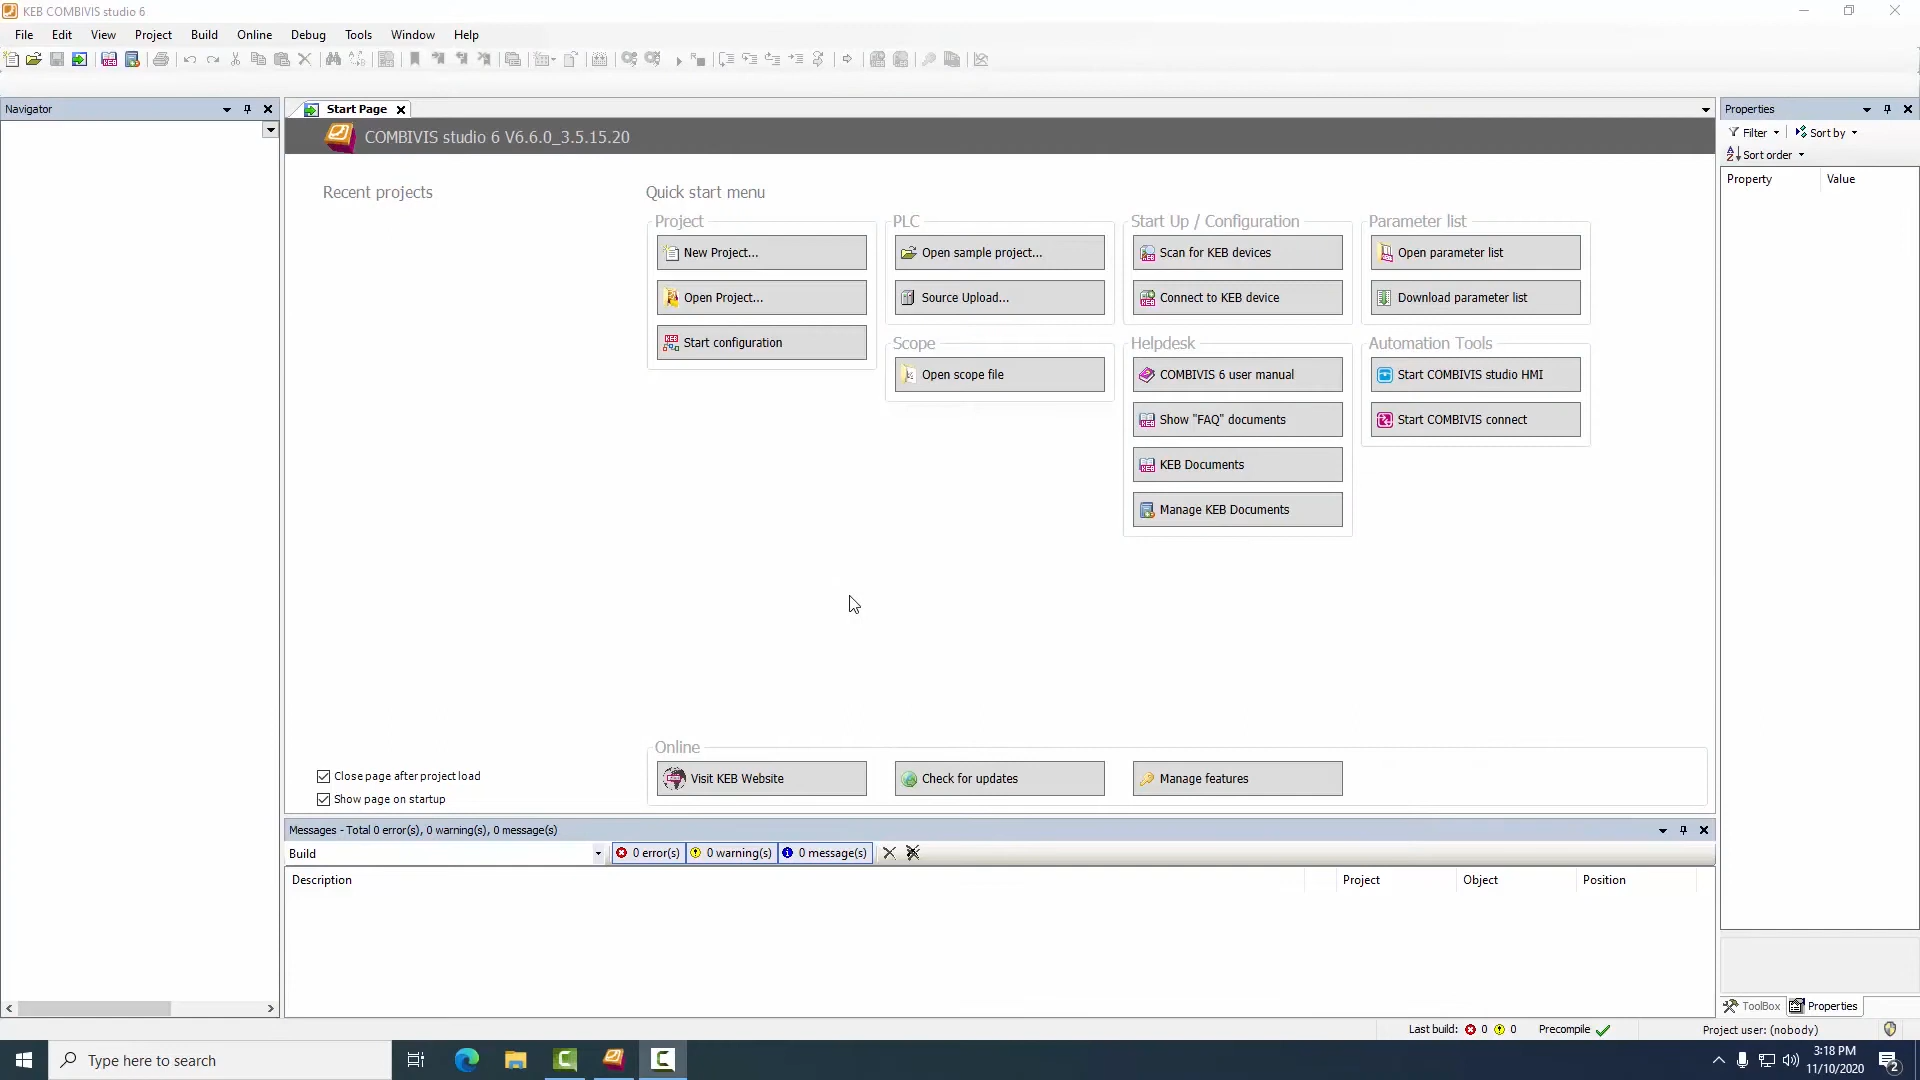 KEB COMBIVIS studio 6
File Edit View Project Build Online Debug Tools Window Help
Navigator
Start Page
COMBIVIS studio 6 V6.6.0_3.5.15.20
Recent projects
Quick start menu
Project
New Project...
Open Project...
Start configuration
PLC
Open sample project...
Source Upload...
Scope
Open scope file
Start Up / Configuration
Scan for KEB devices
Connect to KEB device
Helpdesk
COMBIVIS 6 user manual
Show "FAQ" documents
KEB Documents
Manage KEB Documents
Parameter list
Open parameter list
Download parameter list
Automation Tools
Start COMBIVIS studio HMI
Start COMBIVIS connect
Close page after project load
Show page on startup
Online
Visit KEB Website
Check for updates
Manage features
Properties
Filter Sort by
Sort order
Property Value
Messages - Total 0 error(s), 0 warning(s), 0 message(s)
Build 0 error(s) 0 warning(s) 0 message(s)
Description Project Object Position
ToolBox Properties
Last build: 0 0 Precompile Project user: (nobody)
Type here to search
3:18 PM
11/10/2020
2